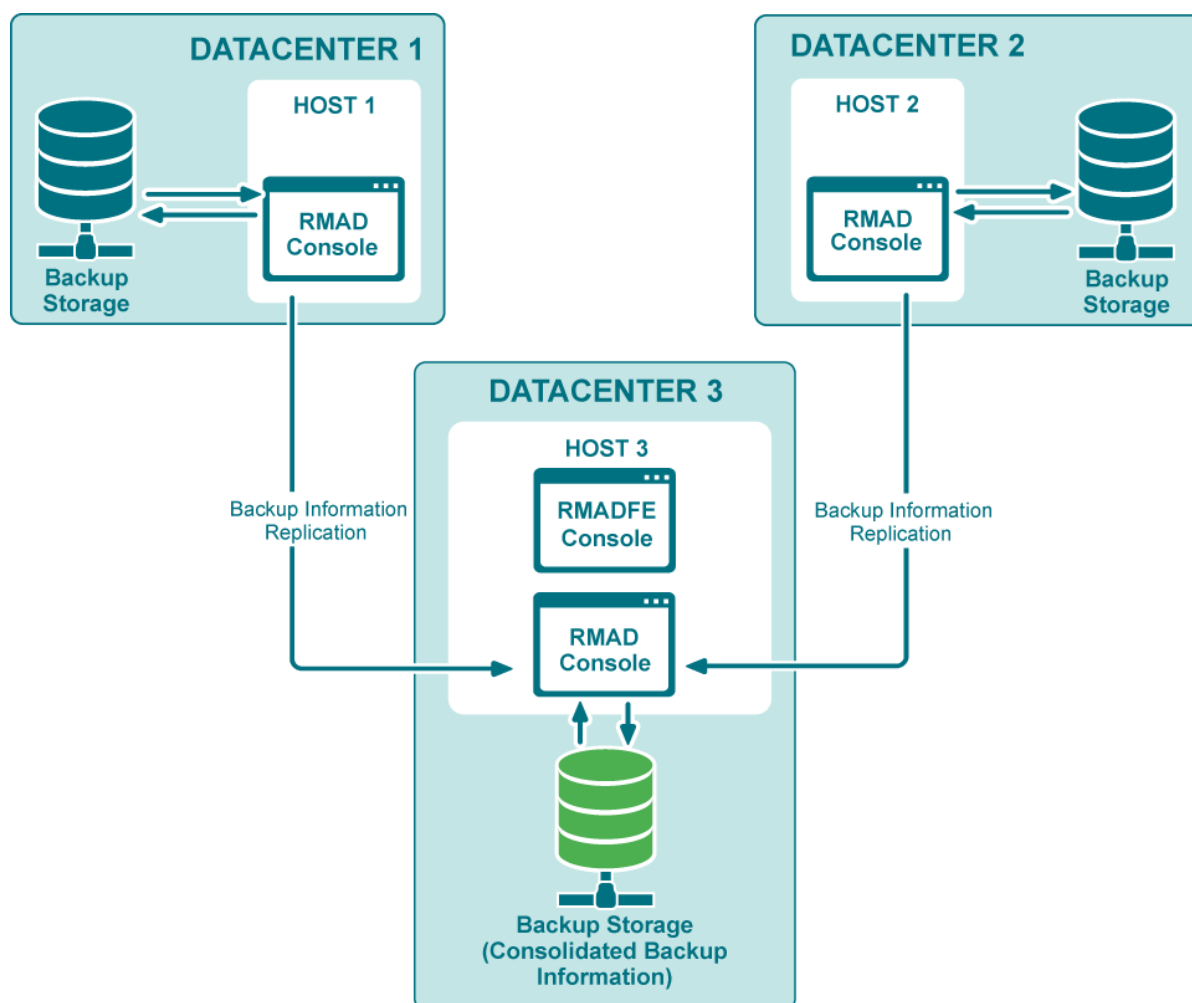 DATACENTER 1
HOST 1
RMAD
Console
Backup
Storage
DATACENTER 2
HOST 2
RMAD
Console
Backup
Storage
Backup Information
Replication
Backup Information
Replication
DATACENTER 3
HOST 3
RMADFE
Console
RMAD
Console
Backup Storage
(Consolidated Backup
Information)